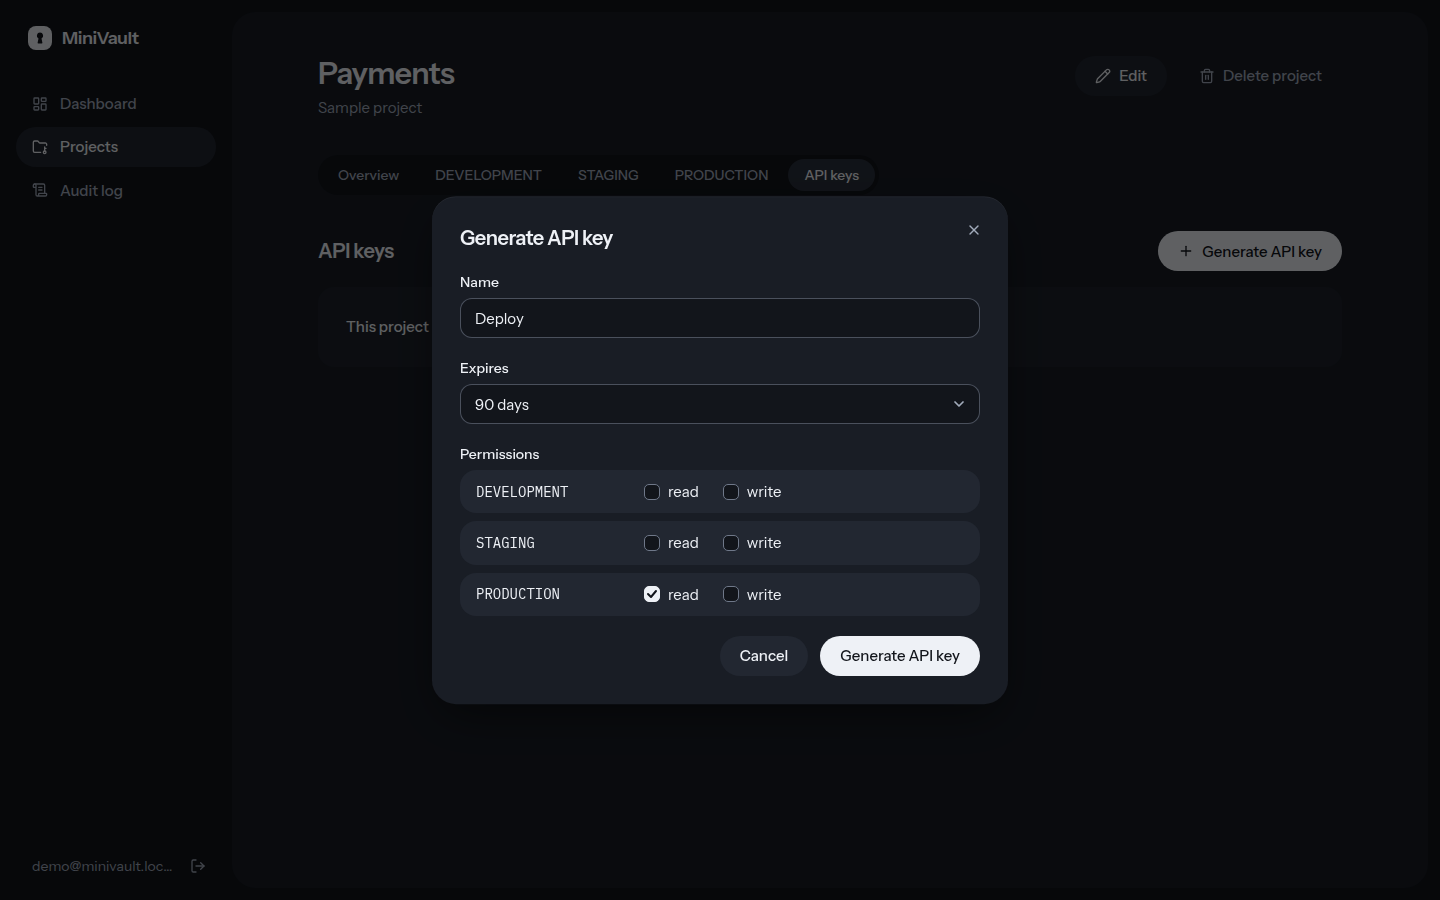 MiniVault
Dashboard
Projects
Audit log
demo@minivault.loc...
Payments
Sample project
Edit
Delete project
Overview DEVELOPMENT STAGING PRODUCTION API keys
API keys
Generate API key
This project
Generate API key
Name
Deploy
Expires
90 days
Permissions
DEVELOPMENT read write
STAGING read write
PRODUCTION read write
Cancel Generate API key